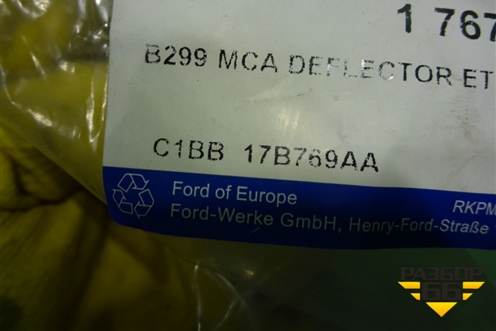 1 767
B299 MCA DEFLECTOR ET
C1BB 17B769AA
Ford of Europe
RKPM
Ford-Werke GmbH, Henry-Ford-Straße
РАЗБОР
66